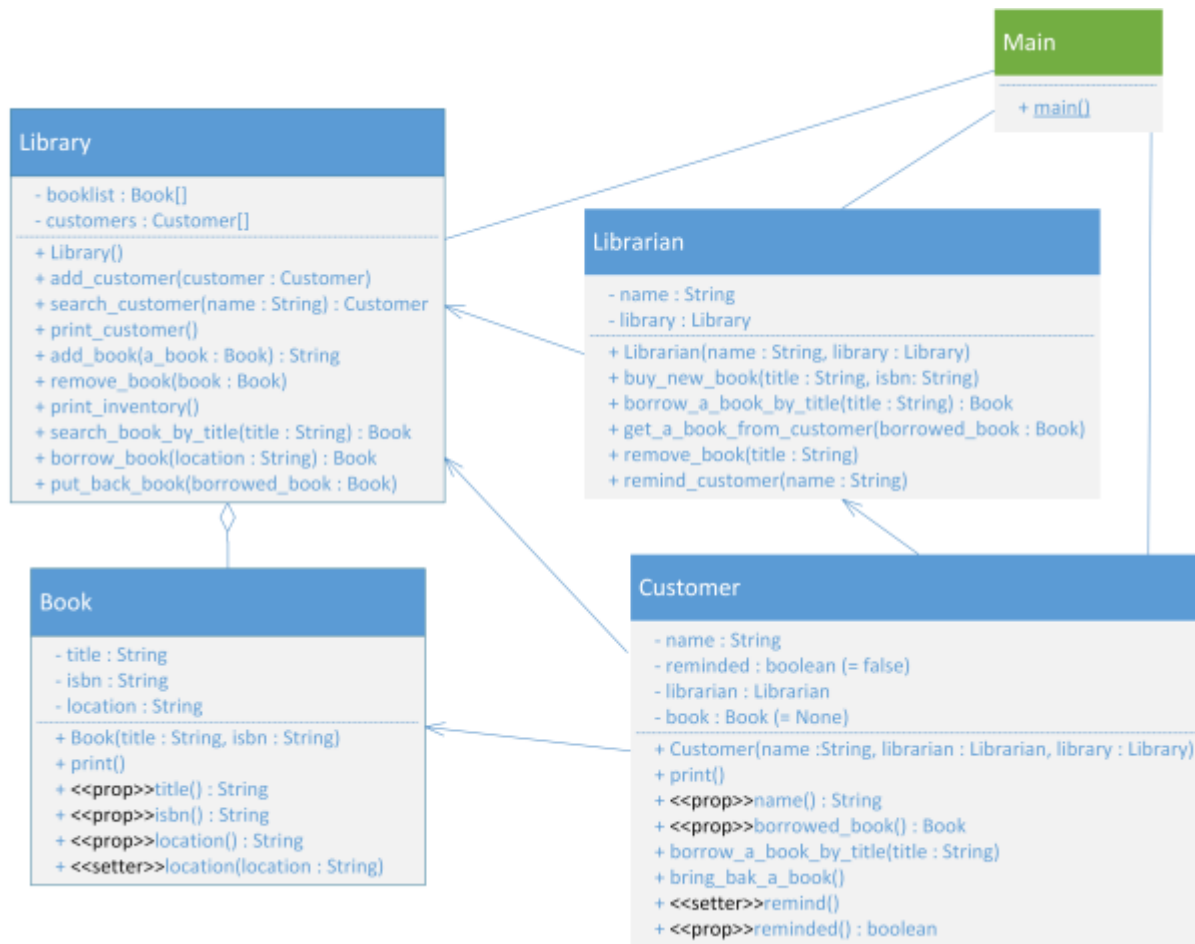 Main
+ main()
Library
- booklist : Book[]
- customers : Customer[]
+ Library()
+ add_customer(customer : Customer)
+ search_customer(name : String) : Customer
+ print_customer()
+ add_book(a_book : Book) : String
+ remove_book(book : Book)
+ print_inventory()
+ search_book_by_title(title : String) : Book
+ borrow_book(location : String) : Book
+ put_back_book(borrowed_book : Book)
Librarian
- name : String
- library : Library
+ Librarian(name : String, library : Library)
+ buy_new_book(title : String, isbn: String)
+ borrow_a_book_by_title(title : String) : Book
+ get_a_book_from_customer(borrowed_book : Book)
+ remove_book(title : String)
+ remind_customer(name : String)
Book
- title : String
- isbn : String
- location : String
+ Book(title : String, isbn : String)
+ print()
+ <<prop>>title() : String
+ <<prop>>isbn() : String
+ <<prop>>location() : String
+ <<setter>>location(location : String)
Customer
- name : String
- reminded : boolean (= false)
- librarian : Librarian
- book : Book (= None)
+ Customer(name :String, librarian : Librarian, library : Library)
+ print()
+ <<prop>>name() : String
+ <<prop>>borrowed_book() : Book
+ borrow_a_book_by_title(title : String)
+ bring_bak_a_book()
+ <<setter>>remind()
+ <<prop>>reminded() : boolean